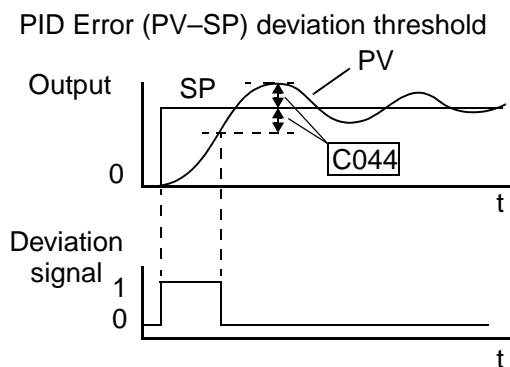 PID Error (PV–SP) deviation threshold
PV
Output
SP
C044
0
t
Deviation
signal
1
0
t